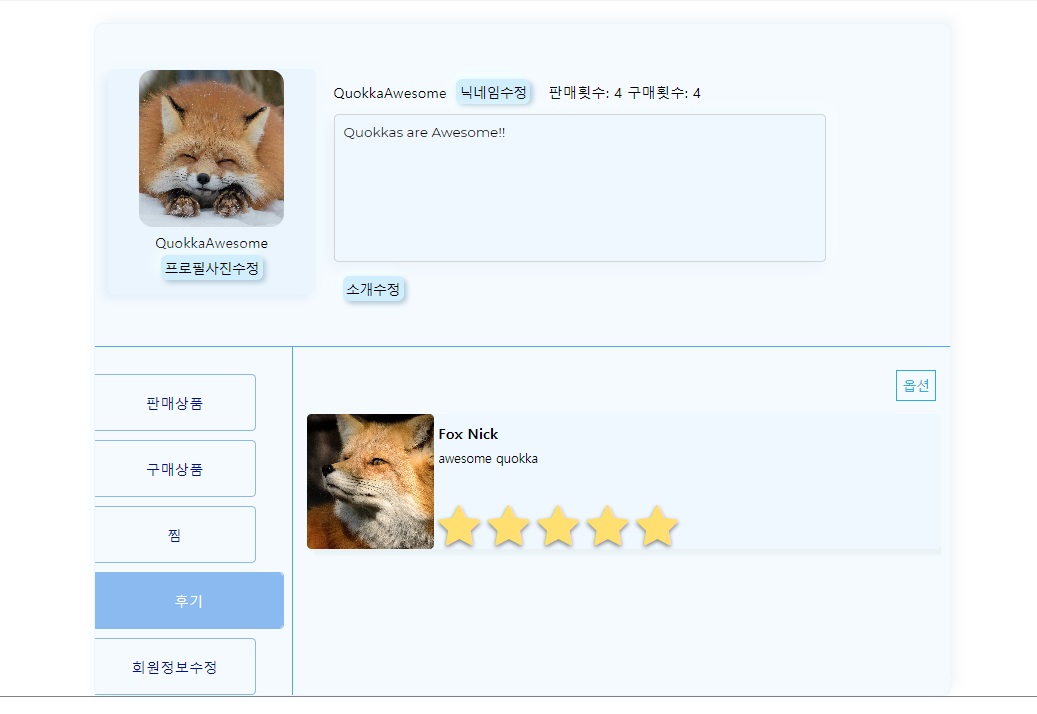 QuokkaAwesome 닉네임수정 판매횟수: 4 구매횟수: 4
Quokkas are Awesome!!
QuokkaAwesome
프로필사진수정
소개수정
옵션
판매상품
구매상품
찜
후기
회원정보수정
Fox Nick
awesome quokka